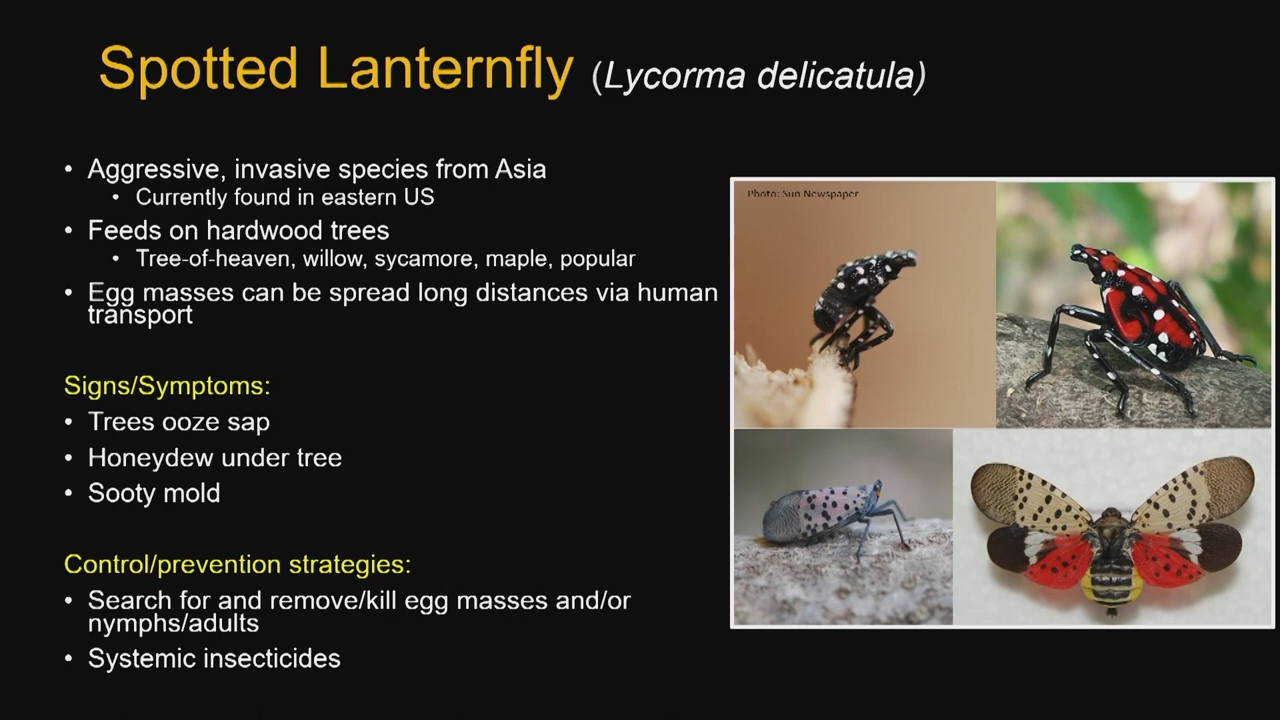 Spotted Lanternfly (Lycorma delicatula)
• Aggressive, invasive species from Asia
• Currently found in eastern US
• Feeds on hardwood trees
• Tree-of-heaven, willow, sycamore, maple, popular
• Egg masses can be spread long distances via human
transport
Signs/Symptoms:
• Trees ooze sap
• Honeydew under tree
• Sooty mold
Control/prevention strategies:
• Search for and remove/kill egg masses and/or
nymphs/adults
• Systemic insecticides
Photo: Sun Newspaper